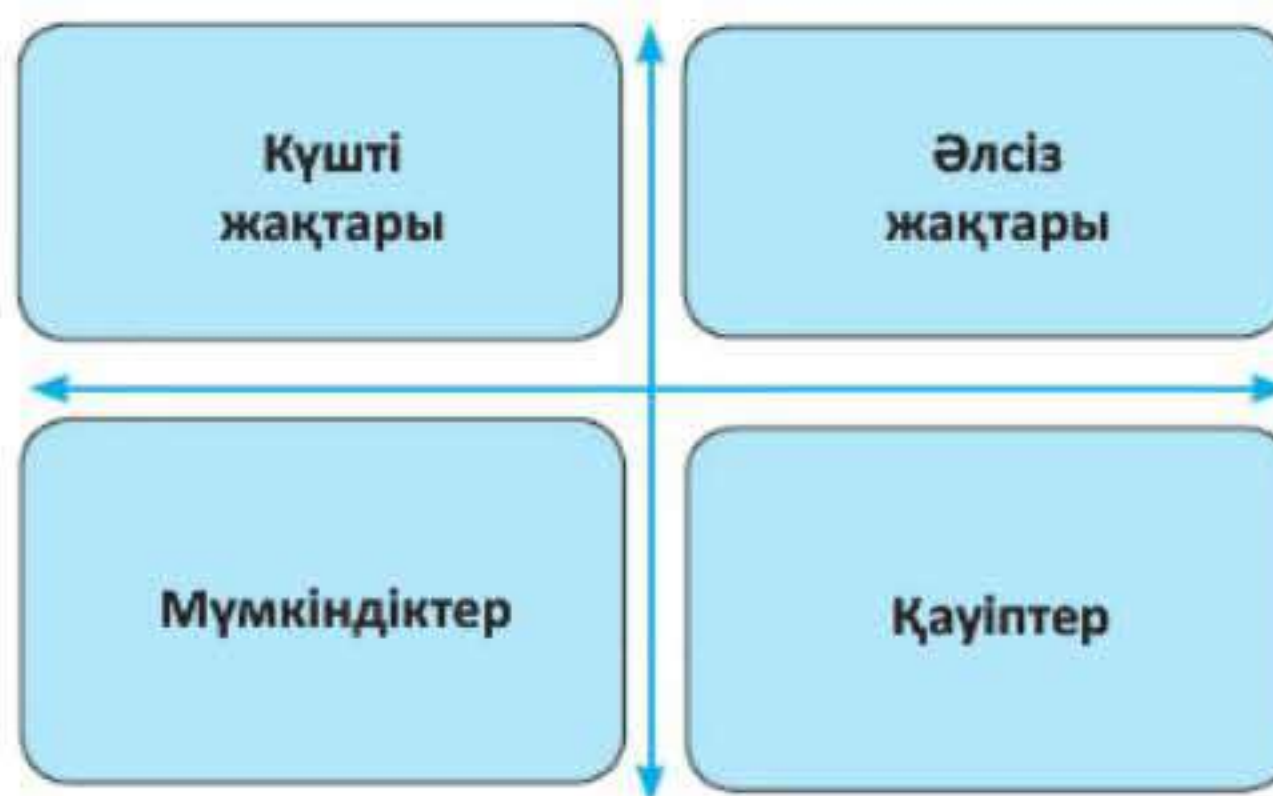 Күшті
жақтары
Әлсіз
жақтары
Мүмкіндіктер
Қауіптер